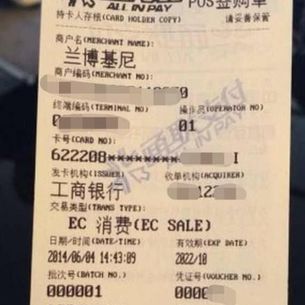 ALL IN PAY POS签购单
持卡人存根(CARD HOLDER COPY) 请妥善保管
商户名(MERCHANT NAME):
兰博基尼
商户编码(MERCHANT NO):
终端编码(TERMINAL NO) 操作员(OPERATOR NO)
01
卡号(CARD NO):
622208********* I
发卡机构(ISSUER) 收单机构(ACQUIRER)
工商银行
交易类型(TRANS TYPE):
EC 消费(EC SALE)
日期/时间(DATE/TIME) 有效期(EXP DATE)
2014/06/04 14:43:09 2022/10
批次号(BATCH NO) 凭证号(VOUCHER NO)
000001